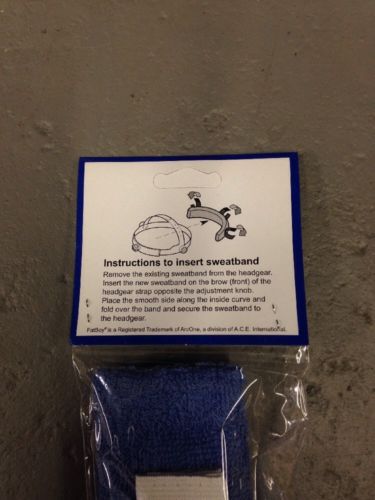 Instructions to insert sweatband
Remove the existing sweatband from the headgear.
Insert the new sweatband on the brow (front) of the
headgear strap opposite the adjustment knob.
Place the smooth side along the inside curve and
fold over the band and secure the sweatband to
the headgear.
FatBoy® is a Registered Trademark of ArcOne, a division of A.C.E. International.